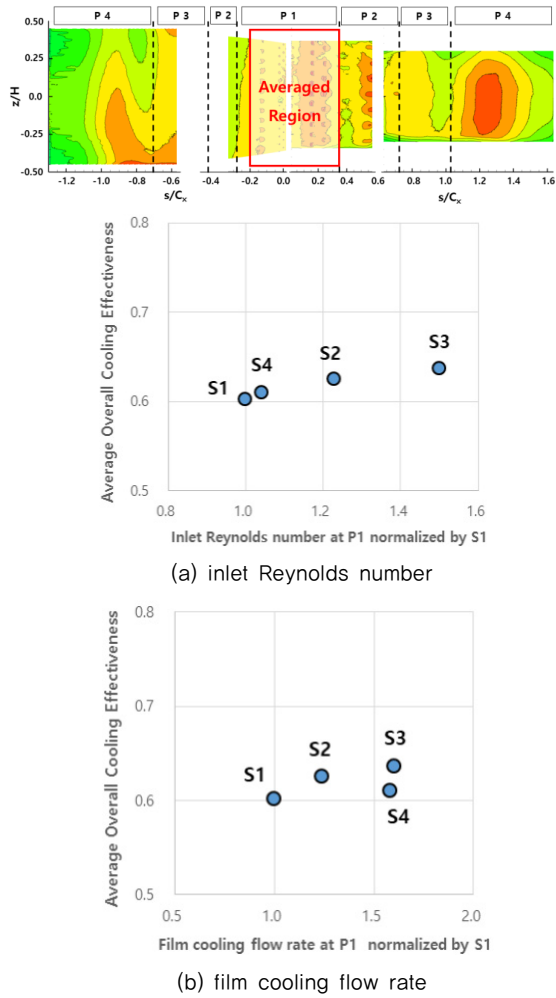 P 4 P 3 P 2 P 1 P 2 P 3 P 4
z/H
0.50
0.25
0.0
-0.25
-0.50
Averaged
Region
-1.2 -1.0 -0.8 -0.6 -0.4 -0.2 0.0 0.2 0.4 0.6 0.8 1.0 1.2 1.4 1.6
s/Cx s/Cx
Average Overall Cooling Effectiveness
0.8
0.7
0.6
0.5
S1
S4
S2
S3
0.8 1.0 1.2 1.4 1.6
Inlet Reynolds number at P1 normalized by S1
(a) inlet Reynolds number
Average Overall Cooling Effectiveness
0.8
0.7
0.6
0.5
S1
S2
S3
S4
0.5 1.0 1.5 2.0
Film cooling flow rate at P1 normalized by S1
(b) film cooling flow rate